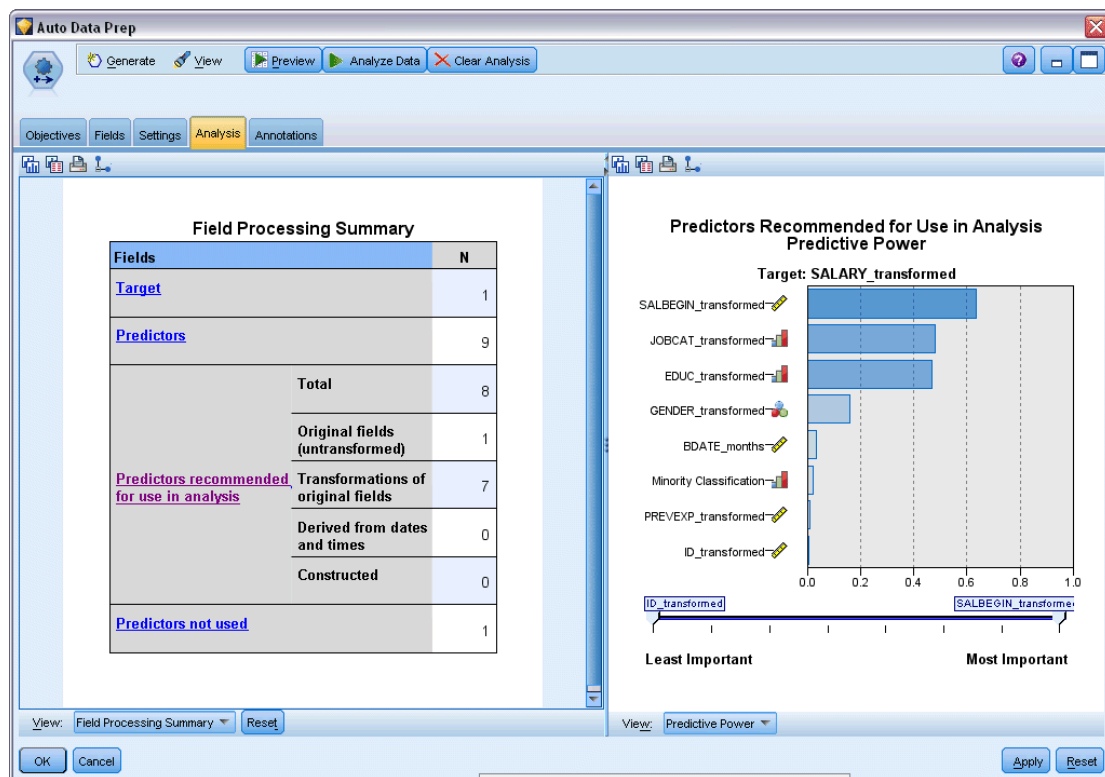 Auto Data Prep
Generate View Preview Analyze Data Clear Analysis
Objectives Fields Settings Analysis Annotations
Field Processing Summary
Fields N
Target 1
Predictors 9
Predictors recommended for use in analysis
Total 8
Original fields (untransformed) 1
Transformations of original fields 7
Derived from dates and times 0
Constructed 0
Predictors not used 1
View: Field Processing Summary Reset
Predictors Recommended for Use in Analysis
Predictive Power
Target: SALARY_transformed
SALBEGIN_transformed
JOBCAT_transformed
EDUC_transformed
GENDER_transformed
BDATE_months
Minority Classification
PREVEXP_transformed
ID_transformed
0.0 0.2 0.4 0.6 0.8 1.0
ID_transformed SALBEGIN_transforme
Least Important Most Important
View: Predictive Power
OK Cancel Apply Reset